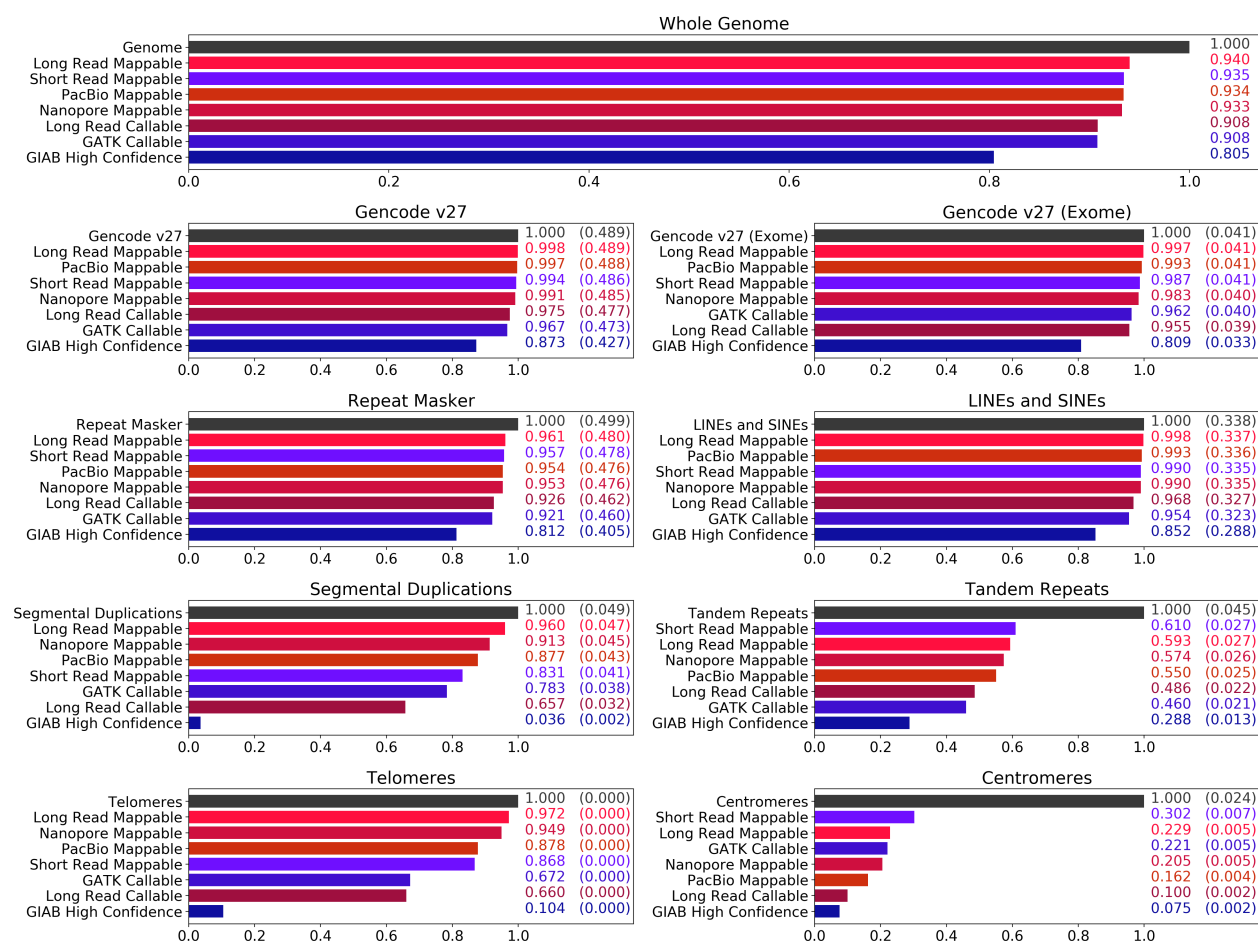 Whole Genome
Genome 1.000
Long Read Mappable 0.940
Short Read Mappable 0.935
PacBio Mappable 0.934
Nanopore Mappable 0.933
Long Read Callable 0.908
GATK Callable 0.908
GIAB High Confidence 0.805
0.0 0.2 0.4 0.6 0.8 1.0
Gencode v27
Gencode v27 1.000 (0.489)
Long Read Mappable 0.998 (0.489)
PacBio Mappable 0.997 (0.488)
Short Read Mappable 0.994 (0.486)
Nanopore Mappable 0.991 (0.485)
Long Read Callable 0.975 (0.477)
GATK Callable 0.967 (0.473)
GIAB High Confidence 0.873 (0.427)
0.0 0.2 0.4 0.6 0.8 1.0
Gencode v27 (Exome)
Gencode v27 (Exome) 1.000 (0.041)
Long Read Mappable 0.997 (0.041)
PacBio Mappable 0.993 (0.041)
Short Read Mappable 0.987 (0.041)
Nanopore Mappable 0.983 (0.040)
GATK Callable 0.962 (0.040)
Long Read Callable 0.955 (0.039)
GIAB High Confidence 0.809 (0.033)
0.0 0.2 0.4 0.6 0.8 1.0
Repeat Masker
Repeat Masker 1.000 (0.499)
Long Read Mappable 0.961 (0.480)
Short Read Mappable 0.957 (0.478)
PacBio Mappable 0.954 (0.476)
Nanopore Mappable 0.953 (0.476)
Long Read Callable 0.926 (0.462)
GATK Callable 0.921 (0.460)
GIAB High Confidence 0.812 (0.405)
0.0 0.2 0.4 0.6 0.8 1.0
LINEs and SINEs
LINEs and SINEs 1.000 (0.338)
Long Read Mappable 0.998 (0.337)
PacBio Mappable 0.993 (0.336)
Short Read Mappable 0.990 (0.335)
Nanopore Mappable 0.990 (0.335)
Long Read Callable 0.968 (0.327)
GATK Callable 0.954 (0.323)
GIAB High Confidence 0.852 (0.288)
0.0 0.2 0.4 0.6 0.8 1.0
Segmental Duplications
Segmental Duplications 1.000 (0.049)
Long Read Mappable 0.960 (0.047)
Nanopore Mappable 0.913 (0.045)
PacBio Mappable 0.877 (0.043)
Short Read Mappable 0.831 (0.041)
GATK Callable 0.783 (0.038)
Long Read Callable 0.657 (0.032)
GIAB High Confidence 0.036 (0.002)
0.0 0.2 0.4 0.6 0.8 1.0
Tandem Repeats
Tandem Repeats 1.000 (0.045)
Short Read Mappable 0.610 (0.027)
Long Read Mappable 0.593 (0.027)
Nanopore Mappable 0.574 (0.026)
PacBio Mappable 0.550 (0.025)
Long Read Callable 0.486 (0.022)
GATK Callable 0.460 (0.021)
GIAB High Confidence 0.288 (0.013)
0.0 0.2 0.4 0.6 0.8 1.0
Telomeres
Telomeres 1.000 (0.000)
Long Read Mappable 0.972 (0.000)
Nanopore Mappable 0.949 (0.000)
PacBio Mappable 0.878 (0.000)
Short Read Mappable 0.868 (0.000)
GATK Callable 0.672 (0.000)
Long Read Callable 0.660 (0.000)
GIAB High Confidence 0.104 (0.000)
0.0 0.2 0.4 0.6 0.8 1.0
Centromeres
Centromeres 1.000 (0.024)
Short Read Mappable 0.302 (0.007)
Long Read Mappable 0.229 (0.005)
GATK Callable 0.221 (0.005)
Nanopore Mappable 0.205 (0.005)
PacBio Mappable 0.162 (0.004)
Long Read Callable 0.100 (0.002)
GIAB High Confidence 0.075 (0.002)
0.0 0.2 0.4 0.6 0.8 1.0